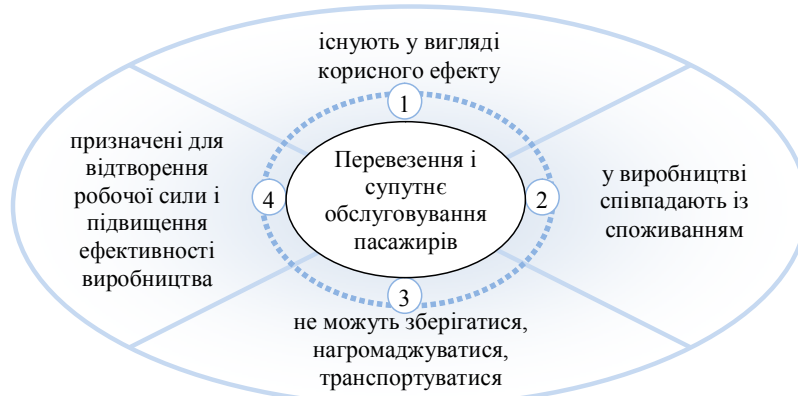 існують у вигляді
корисного ефекту
1
призначені для
відтворення
робочої сили і
підвищення
ефективності
виробництва
4
Перевезення і
супутнє
обслуговування
пасажирів
2
у виробництві
співпадають із
споживанням
3
не можуть зберігатися,
нагромаджуватися,
транспортуватися